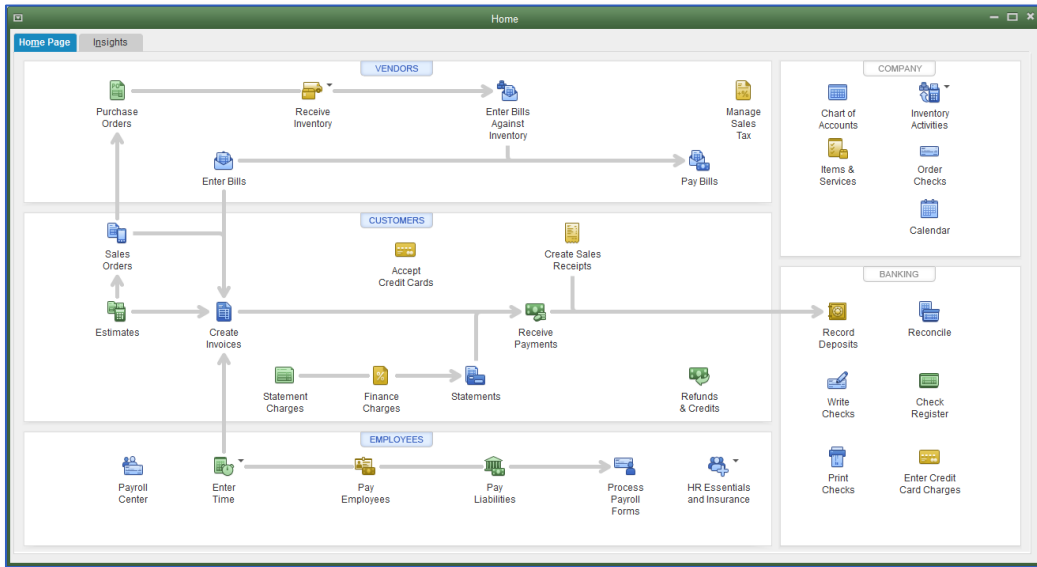 Home
Home Page
Insights
VENDORS
Purchase
Orders
Receive
Inventory
Enter Bills
Against
Inventory
Manage
Sales
Tax
Enter Bills
Pay Bills
CUSTOMERS
Sales
Orders
Accept
Credit Cards
Create Sales
Receipts
Estimates
Create
Invoices
Receive
Payments
Statement
Charges
Finance
Charges
Statements
Refunds
& Credits
EMPLOYEES
Payroll
Center
Enter
Time
Pay
Employees
Pay
Liabilities
Process
Payroll
Forms
HR Essentials
and Insurance
COMPANY
Chart of
Accounts
Inventory
Activities
Items &
Services
Order
Checks
Calendar
BANKING
Record
Deposits
Reconcile
Write
Checks
Check
Register
Print
Checks
Enter Credit
Card Charges